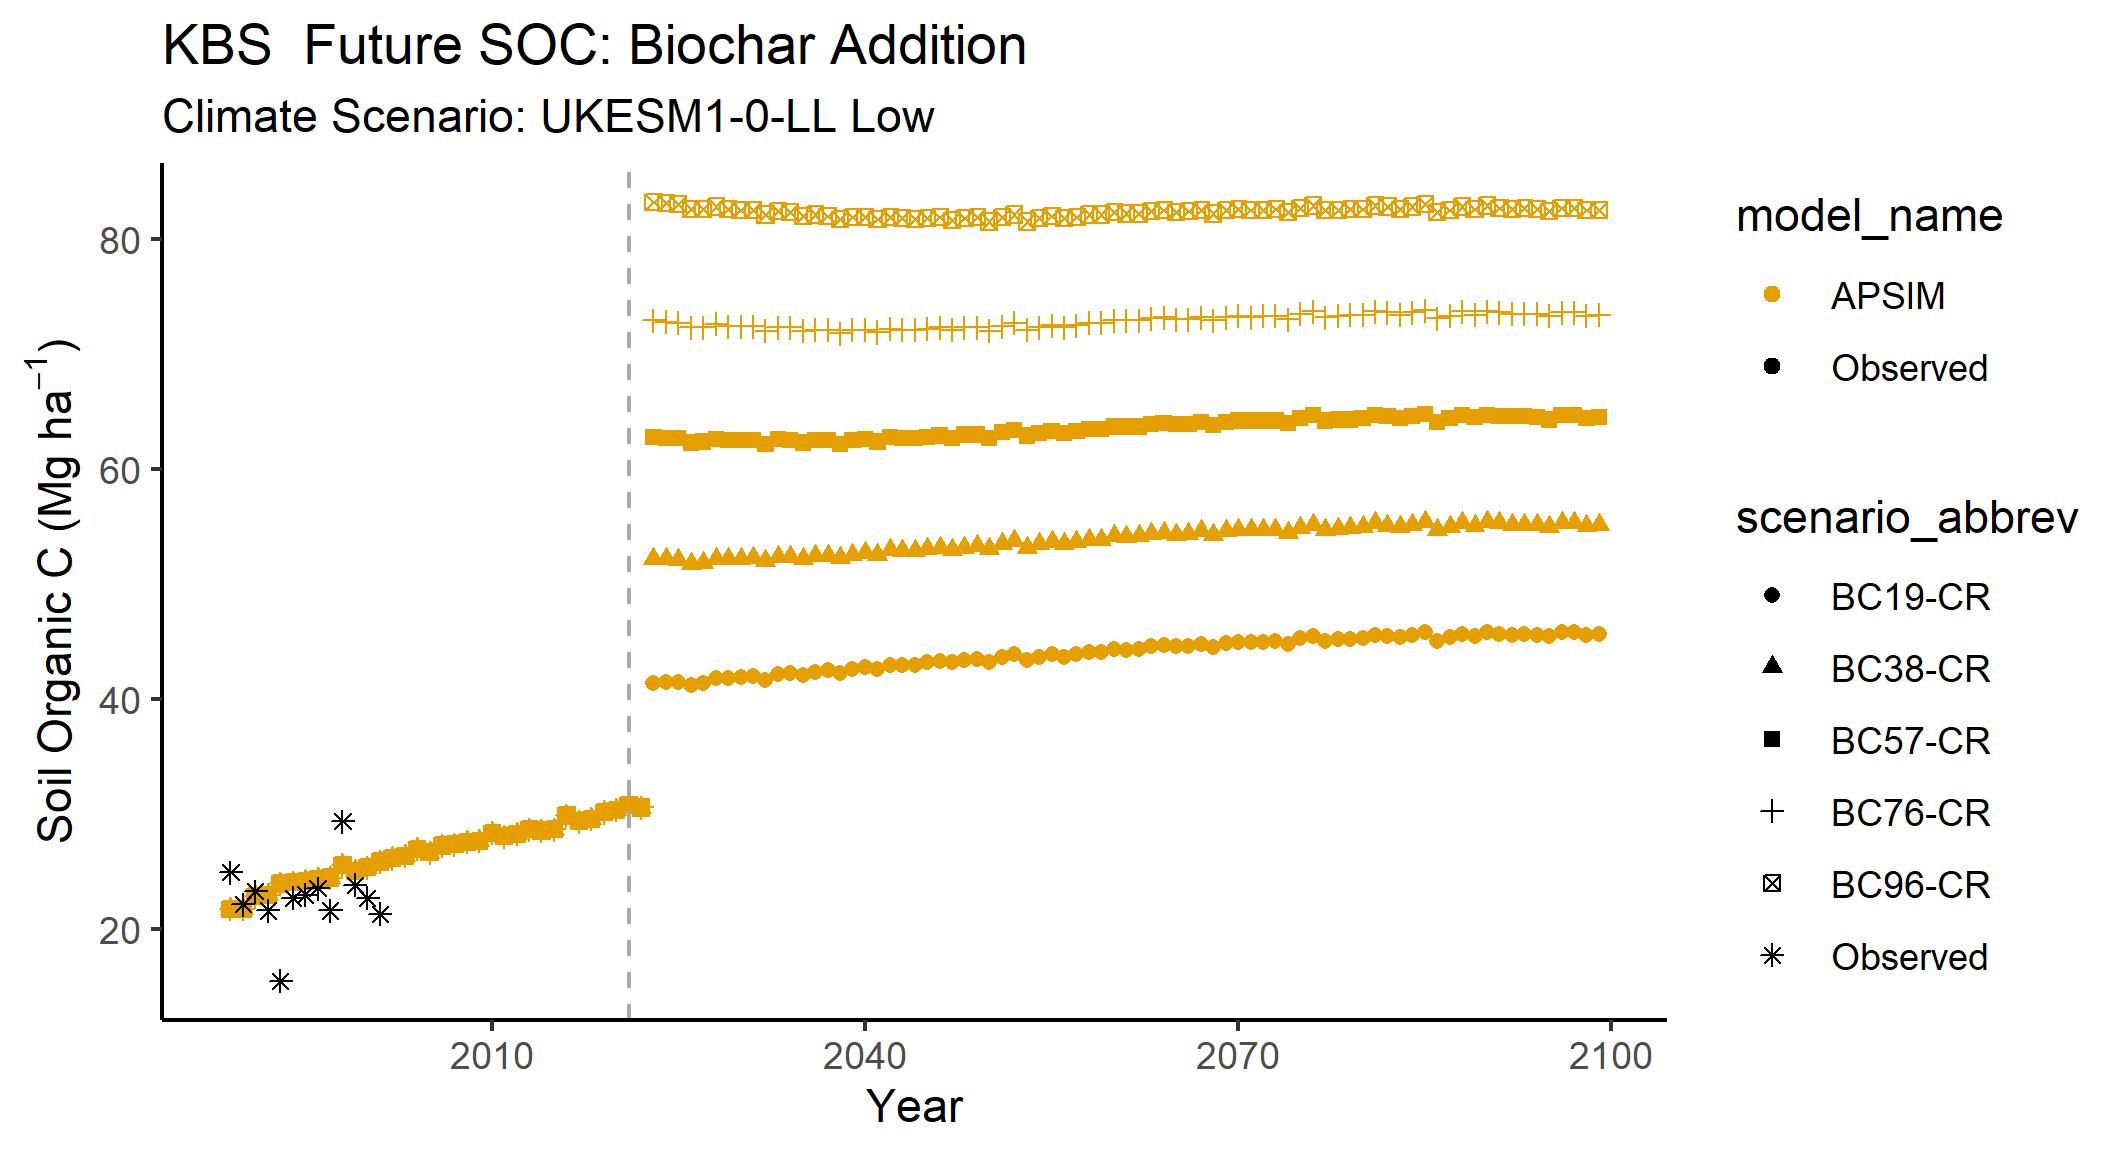 KBS  Future SOC: Biochar Addition
Climate Scenario: UKESM1-0-LL Low
Soil Organic C (Mg ha⁻¹)
80
60
40
20
2010
2040
2070
2100
Year
model_name
APSIM
Observed
scenario_abbrev
BC19-CR
BC38-CR
BC57-CR
BC76-CR
BC96-CR
Observed